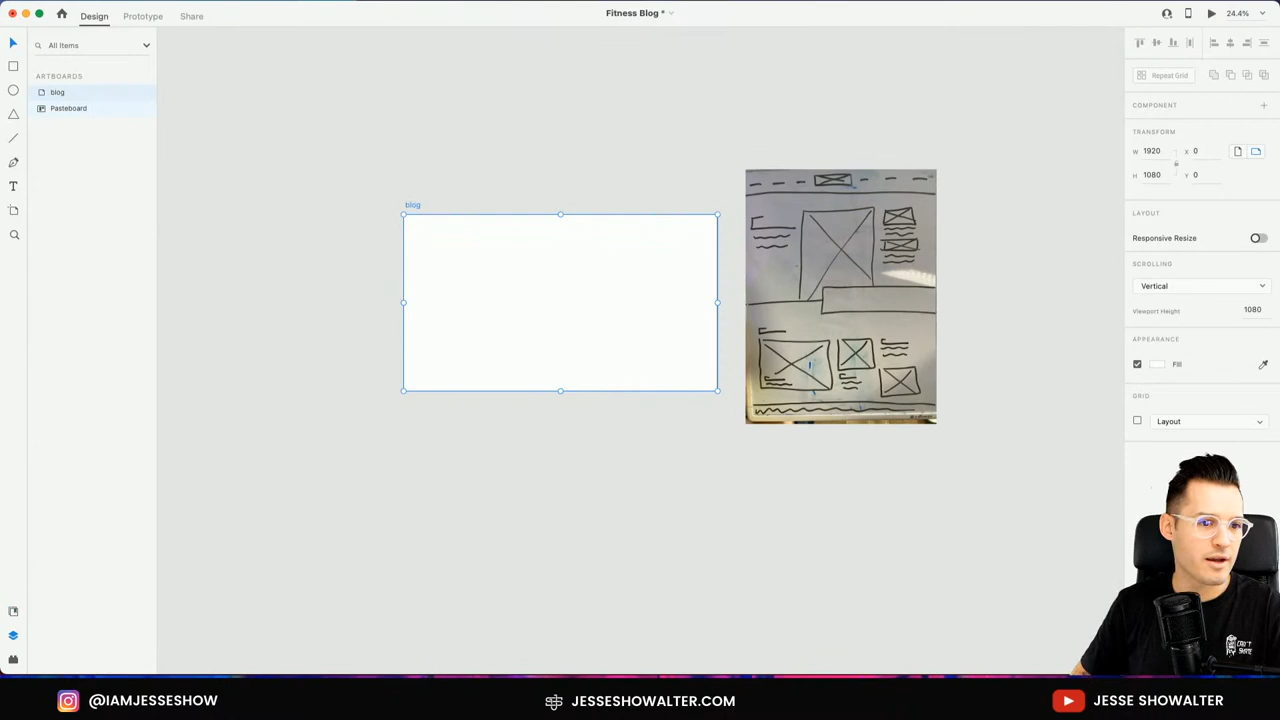 Design
Prototype
Share
Fitness Blog *
24.4%
All Items
ARTBOARDS
blog
Pasteboard
blog
Repeat Grid
COMPONENT
TRANSFORM
W 1920 X 0
H 1080 Y 0
LAYOUT
Responsive Resize
SCROLLING
Vertical
Viewport Height 1080
APPEARANCE
Fill
GRID
Layout
CAN'T
SKATE
@IAMJESSESHOW
JESSESHOWALTER.COM
JESSE SHOWALTER